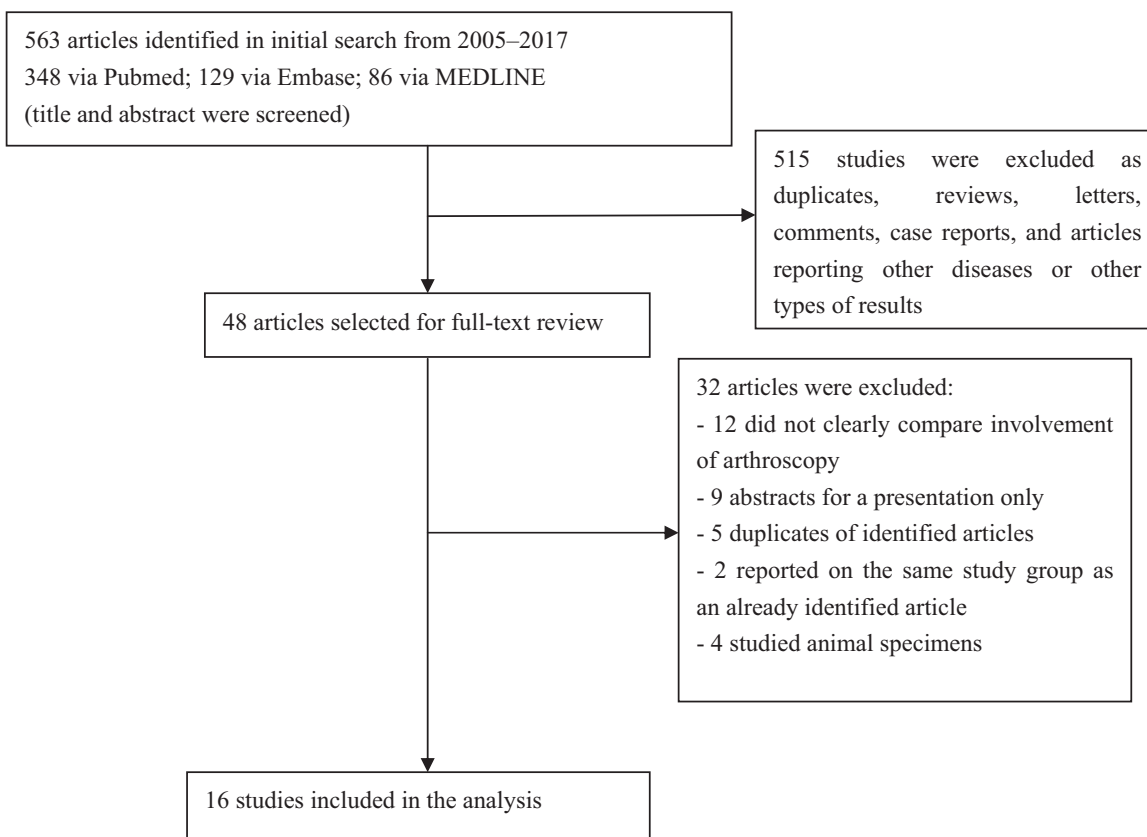 563 articles identified in initial search from 2005–2017
348 via Pubmed; 129 via Embase; 86 via MEDLINE
(title and abstract were screened)
515 studies were excluded as
duplicates, reviews, letters,
comments, case reports, and articles
reporting other diseases or other
types of results
48 articles selected for full-text review
32 articles were excluded:
- 12 did not clearly compare involvement
of arthroscopy
- 9 abstracts for a presentation only
- 5 duplicates of identified articles
- 2 reported on the same study group as
an already identified article
- 4 studied animal specimens
16 studies included in the analysis